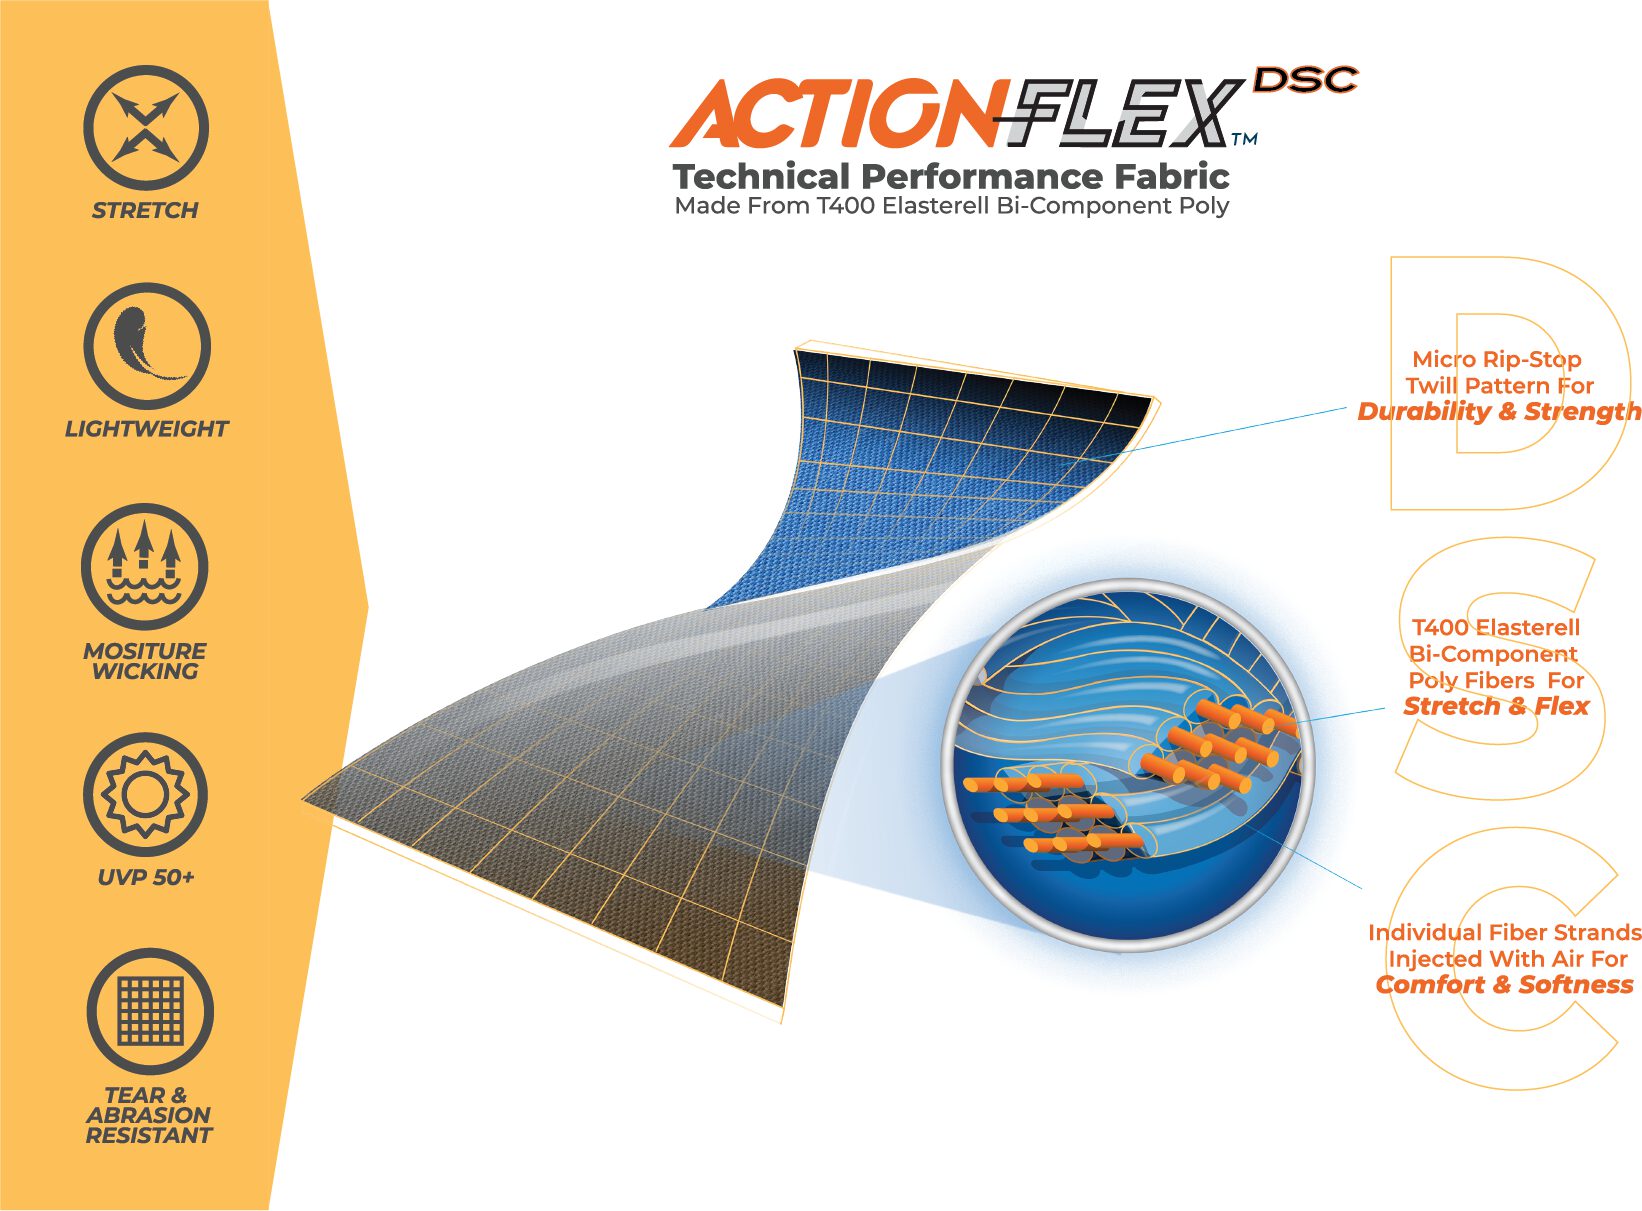 STRETCH
LIGHTWEIGHT
MOSITURE
WICKING
UVP 50+
TEAR &
ABRASION
RESISTANT
ACTIONFLEX™ DSC
Technical Performance Fabric
Made From T400 Elasterell Bi-Component Poly
D
Micro Rip-Stop
Twill Pattern For
Durability & Strength
S
T400 Elasterell
Bi-Component
Poly Fibers For
Stretch & Flex
C
Individual Fiber Strands
Injected With Air For
Comfort & Softness